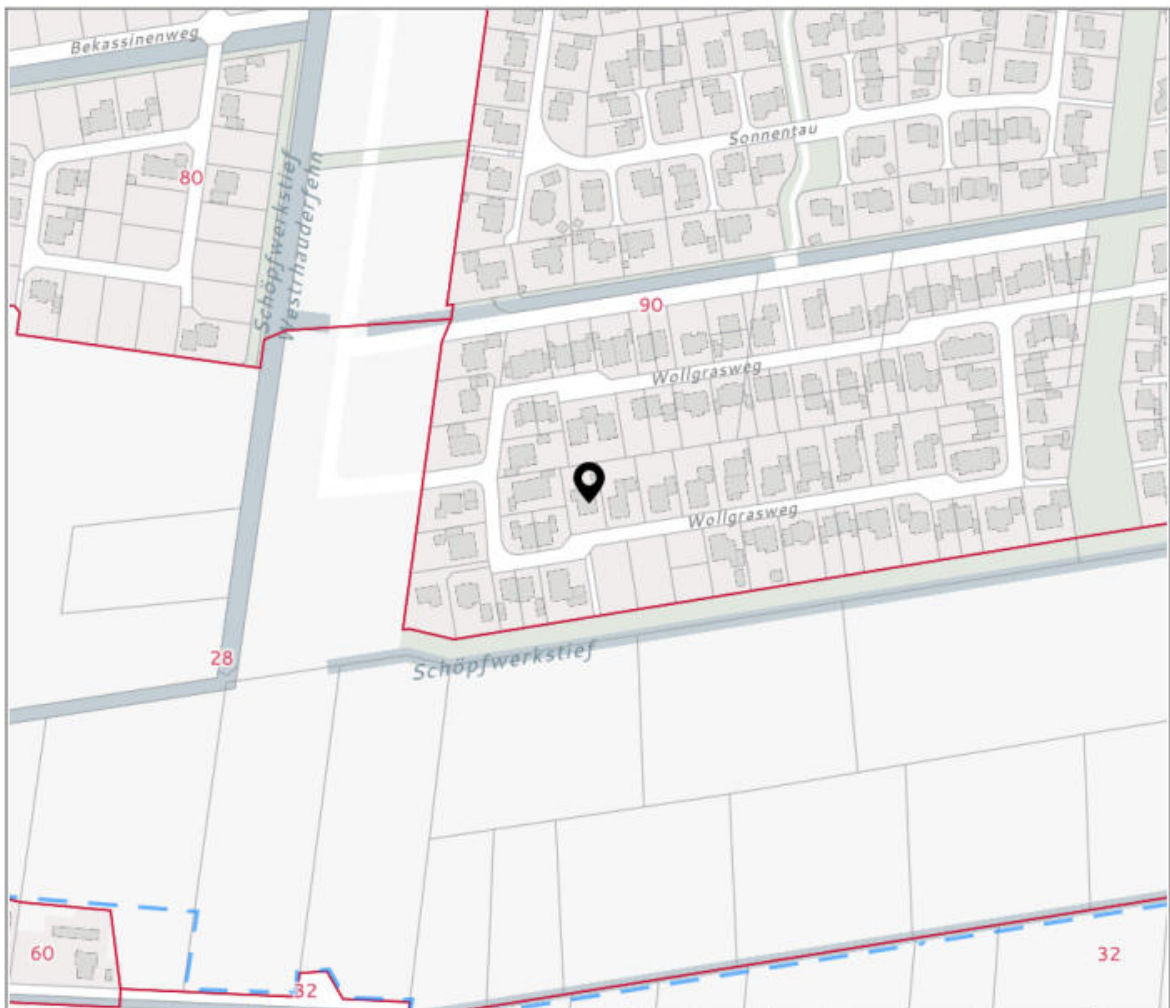 Bekassinenweg
Sonnentau
80
Schöpfwerkstief
Westrhauderfehn
90
Wollgrasweg
Wollgrasweg
28
Schöpfwerkstief
60
32
32